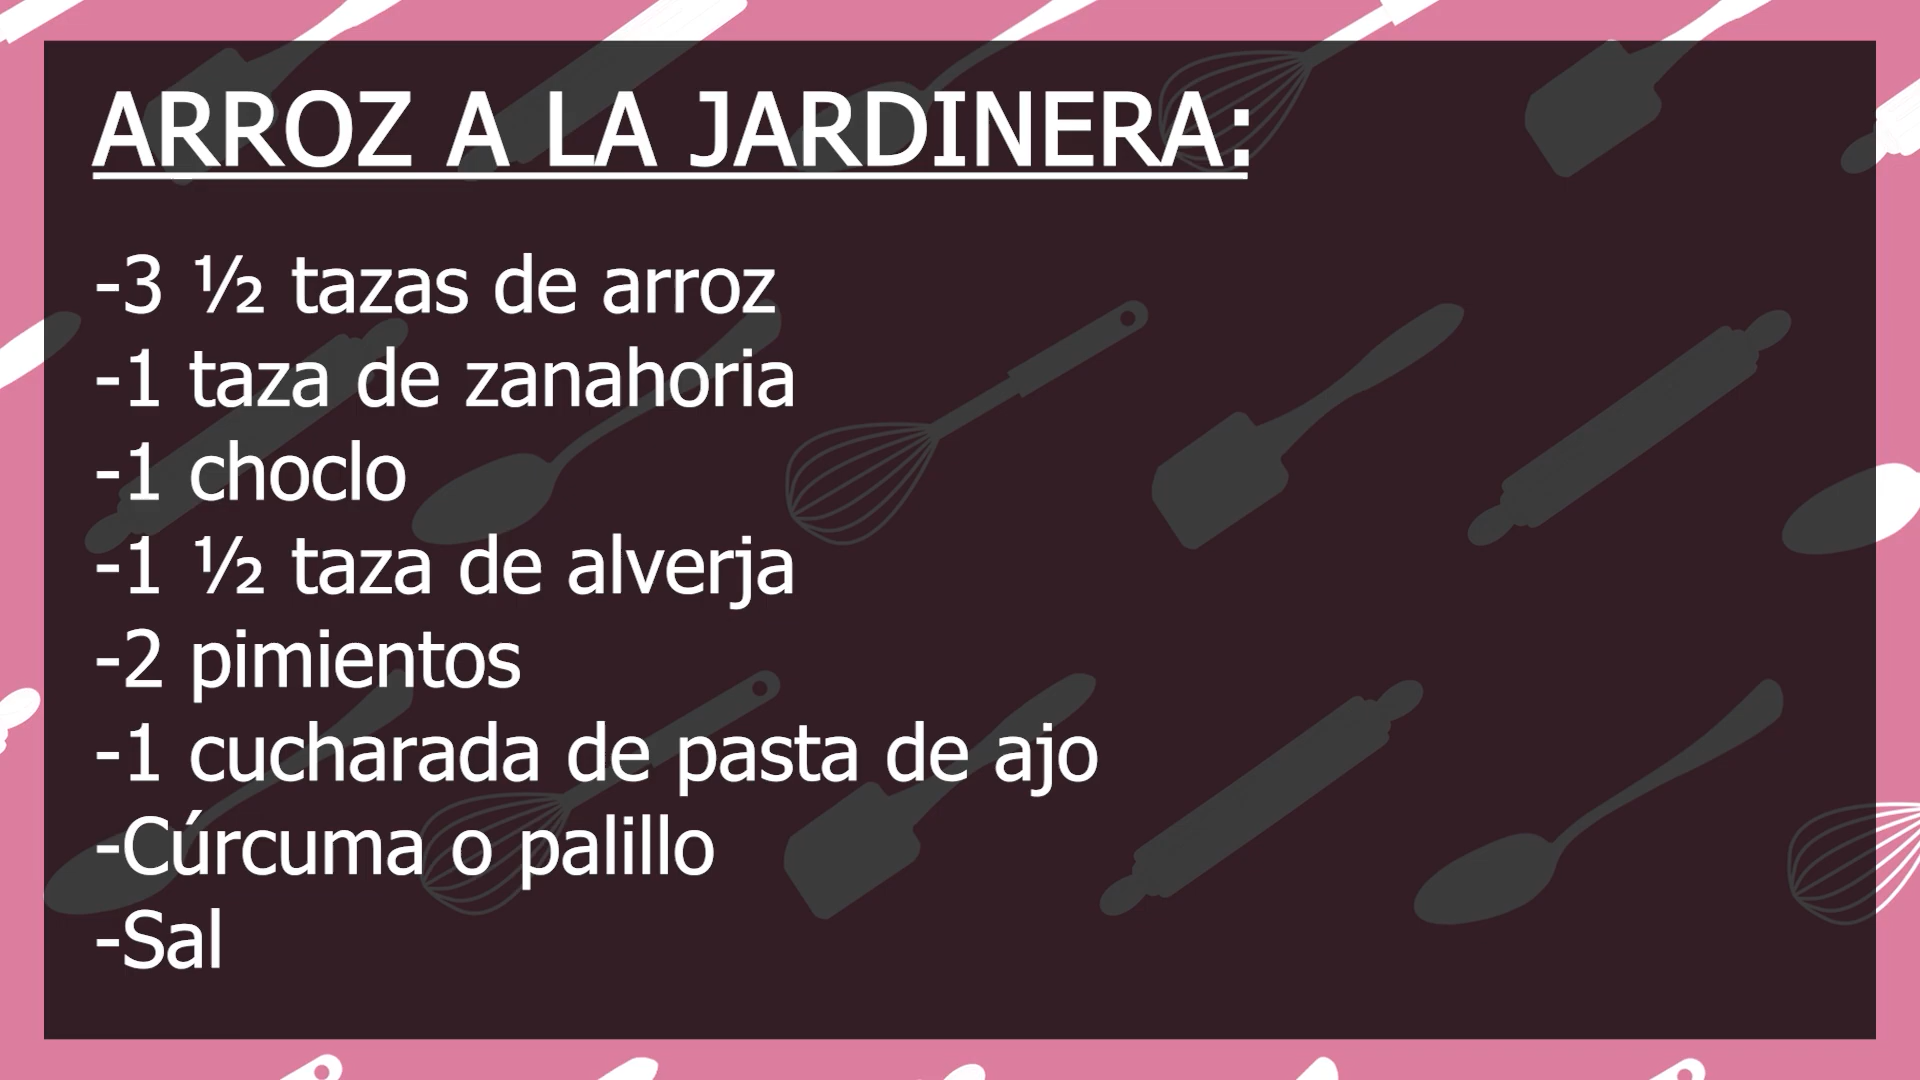 ARROZ A LA JARDINERA:
-3 ½ tazas de arroz
-1 taza de zanahoria
-1 choclo
-1 ½ taza de alverja
-2 pimientos
-1 cucharada de pasta de ajo
-Cúrcuma o palillo
-Sal